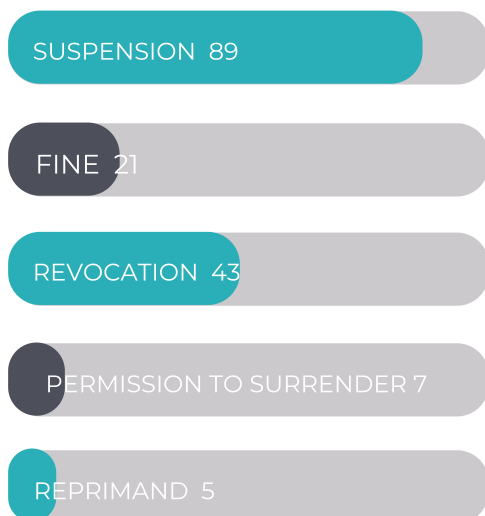 SUSPENSION 89
FINE 21
REVOCATION 43
PERMISSION TO SURRENDER 7
REPRIMAND 5